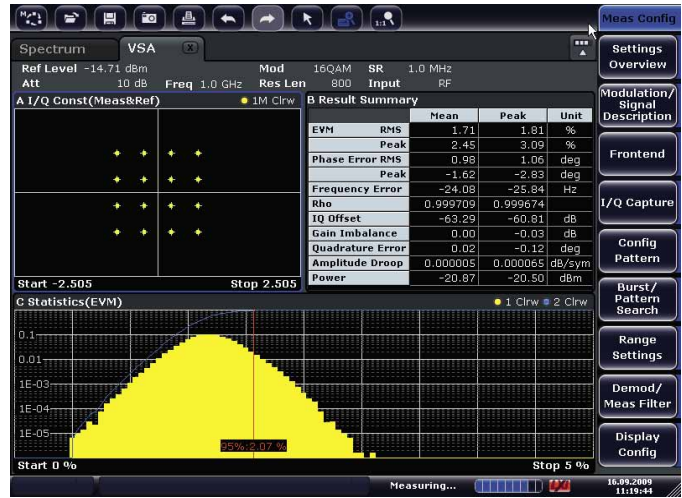 1:1
Meas Config
Spectrum VSA X
Ref Level -14.71 dBm Mod 16QAM SR 1.0 MHz
Att 10 dB Freq 1.0 GHz Res Len 800 Input RF
A I/Q Const(Meas&Ref) 1M Clrw
Start -2.505 Stop 2.505
B Result Summary
Mean Peak Unit
EVM RMS 1.71 1.81 %
Peak 2.45 3.09 %
Phase Error RMS 0.98 1.06 deg
Peak -1.62 -2.83 deg
Frequency Error -24.08 -25.84 Hz
Rho 0.999709 0.999674
IQ Offset -63.29 -60.81 dB
Gain Imbalance 0.00 -0.03 dB
Quadrature Error 0.02 -0.12 deg
Amplitude Droop 0.000005 0.000065 dB/sym
Power -20.87 -20.50 dBm
C Statistics(EVM) 1 Clrw 2 Clrw
0.1
0.01
1E-03
1E-04
1E-05
95%:2.07 %
Start 0 % Stop 5 %
Measuring...
Settings
Overview
Modulation/
Signal
Description
Frontend
I/Q Capture
Config
Pattern
Burst/
Pattern
Search
Range
Settings
Demod/
Meas Filter
Display
Config
16.09.2009
11:19:44